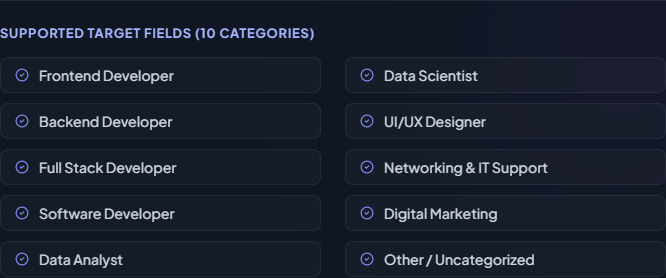 SUPPORTED TARGET FIELDS (10 CATEGORIES)
Frontend Developer
Data Scientist
Backend Developer
UI/UX Designer
Full Stack Developer
Networking & IT Support
Software Developer
Digital Marketing
Data Analyst
Other / Uncategorized